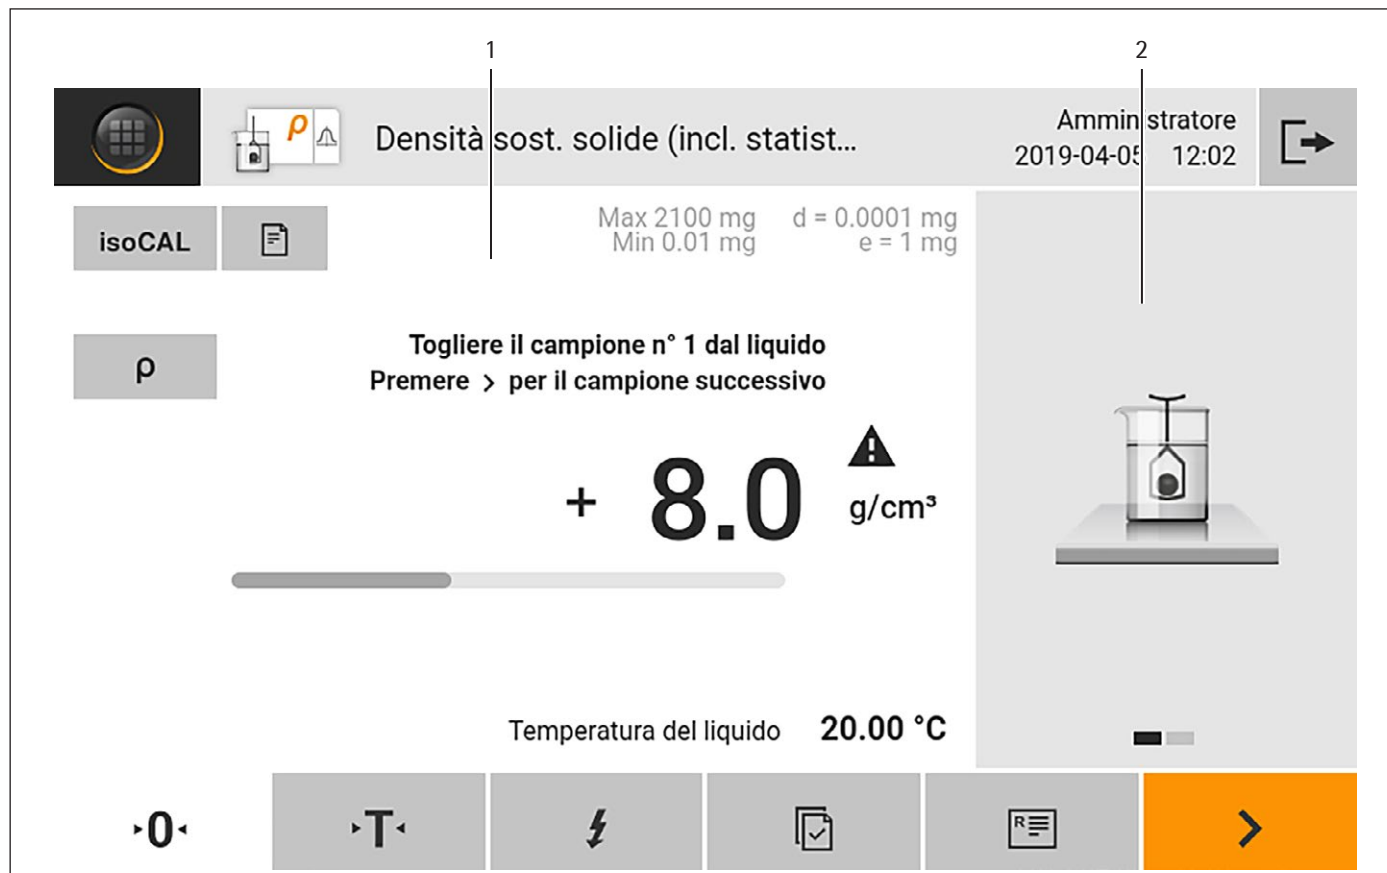 1
2
ρ
Densità sost. solide (incl. statist...
Amministratore
2019-04-05 12:02
isoCAL
Max 2100 mg d = 0.0001 mg
Min 0.01 mg e = 1 mg
ρ
Togliere il campione n° 1 dal liquido
Premere > per il campione successivo
+ 8.0 g/cm³
Temperatura del liquido 20.00 °C
0
T
R